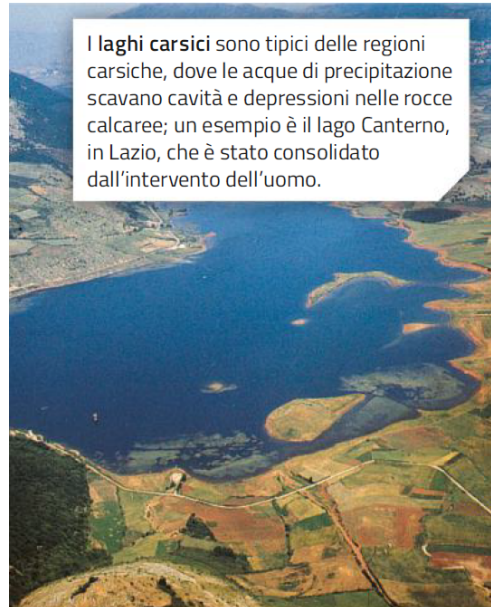 I laghi carsici sono tipici delle regioni
carsiche, dove le acque di precipitazione
scavano cavità e depressioni nelle rocce
calcaree; un esempio è il lago Canterno,
in Lazio, che è stato consolidato
dall'intervento dell'uomo.